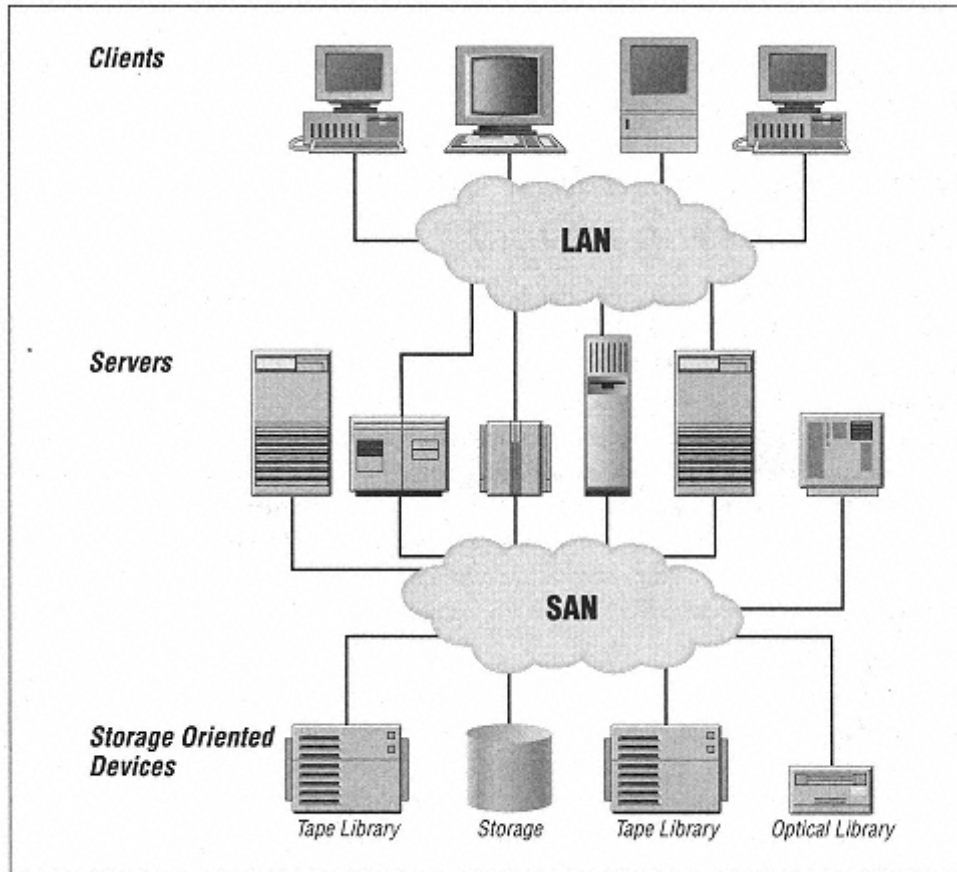 Clients
LAN
Servers
SAN
Storage Oriented
Devices
Tape Library
Storage
Tape Library
Optical Library